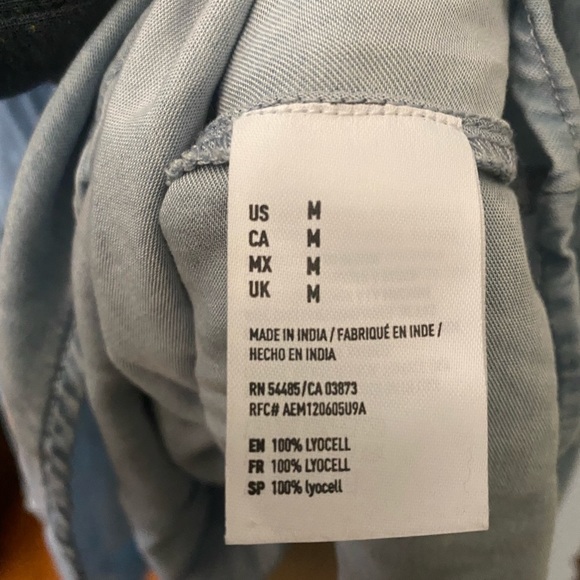 US M
CA M
MX M
UK M
MADE IN INDIA / FABRIQUÉ EN INDE /
HECHO EN INDIA
RN 54485/CA 03873
RFC# AEM120605U9A
EN 100% LYOCELL
FR 100% LYOCELL
SP 100% lyocell